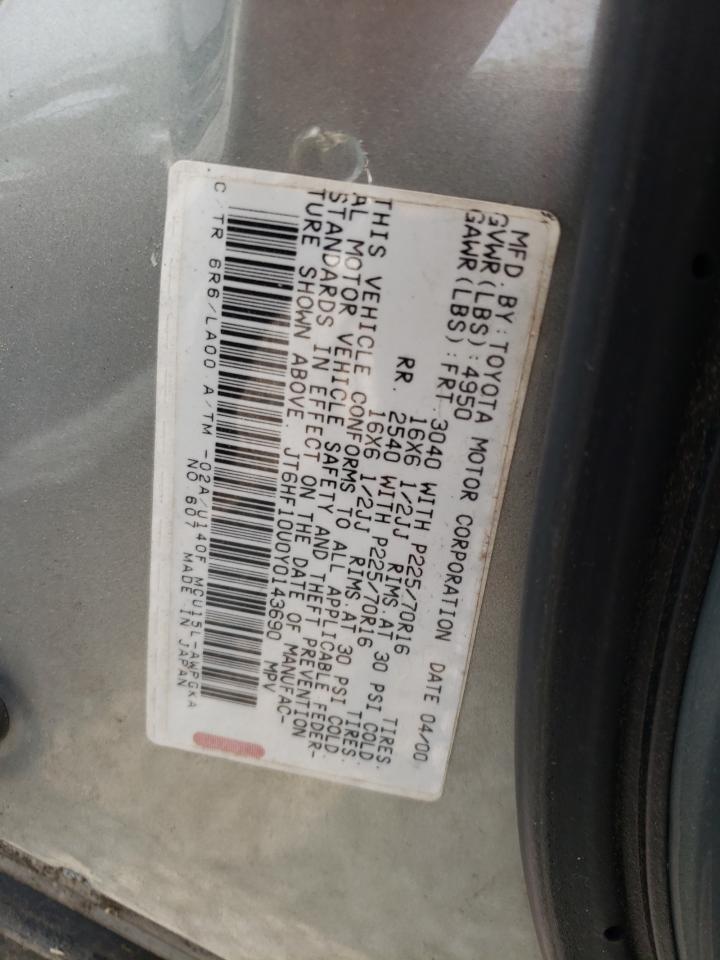 MFD.BY:TOYOTA MOTOR CORPORATION DATE 04/00
GVWR(LBS):4950
GAWR(LBS):FRT.3040 WITH P225/70R16 TIRES.
16X6 1/2JJ RIMS AT 30 PSI COLD
RR. 2540 WITH P225/70R16 TIRES.
16X6 1/2JJ RIMS AT 30 PSI COLD
THIS VEHICLE CONFORMS TO ALL APPLICABLE FEDER-
AL MOTOR VEHICLE SAFETY AND THEFT PREVENTION
STANDARDS IN EFFECT ON THE DATE OF MANUFAC-
TURE SHOWN ABOVE. JT6HF10U0Y0143690 MPV
C/TR 6R6/LA00 A/TM -02A/U140F MCU15L-AWPGKA
NO.607 MADE IN JAPAN